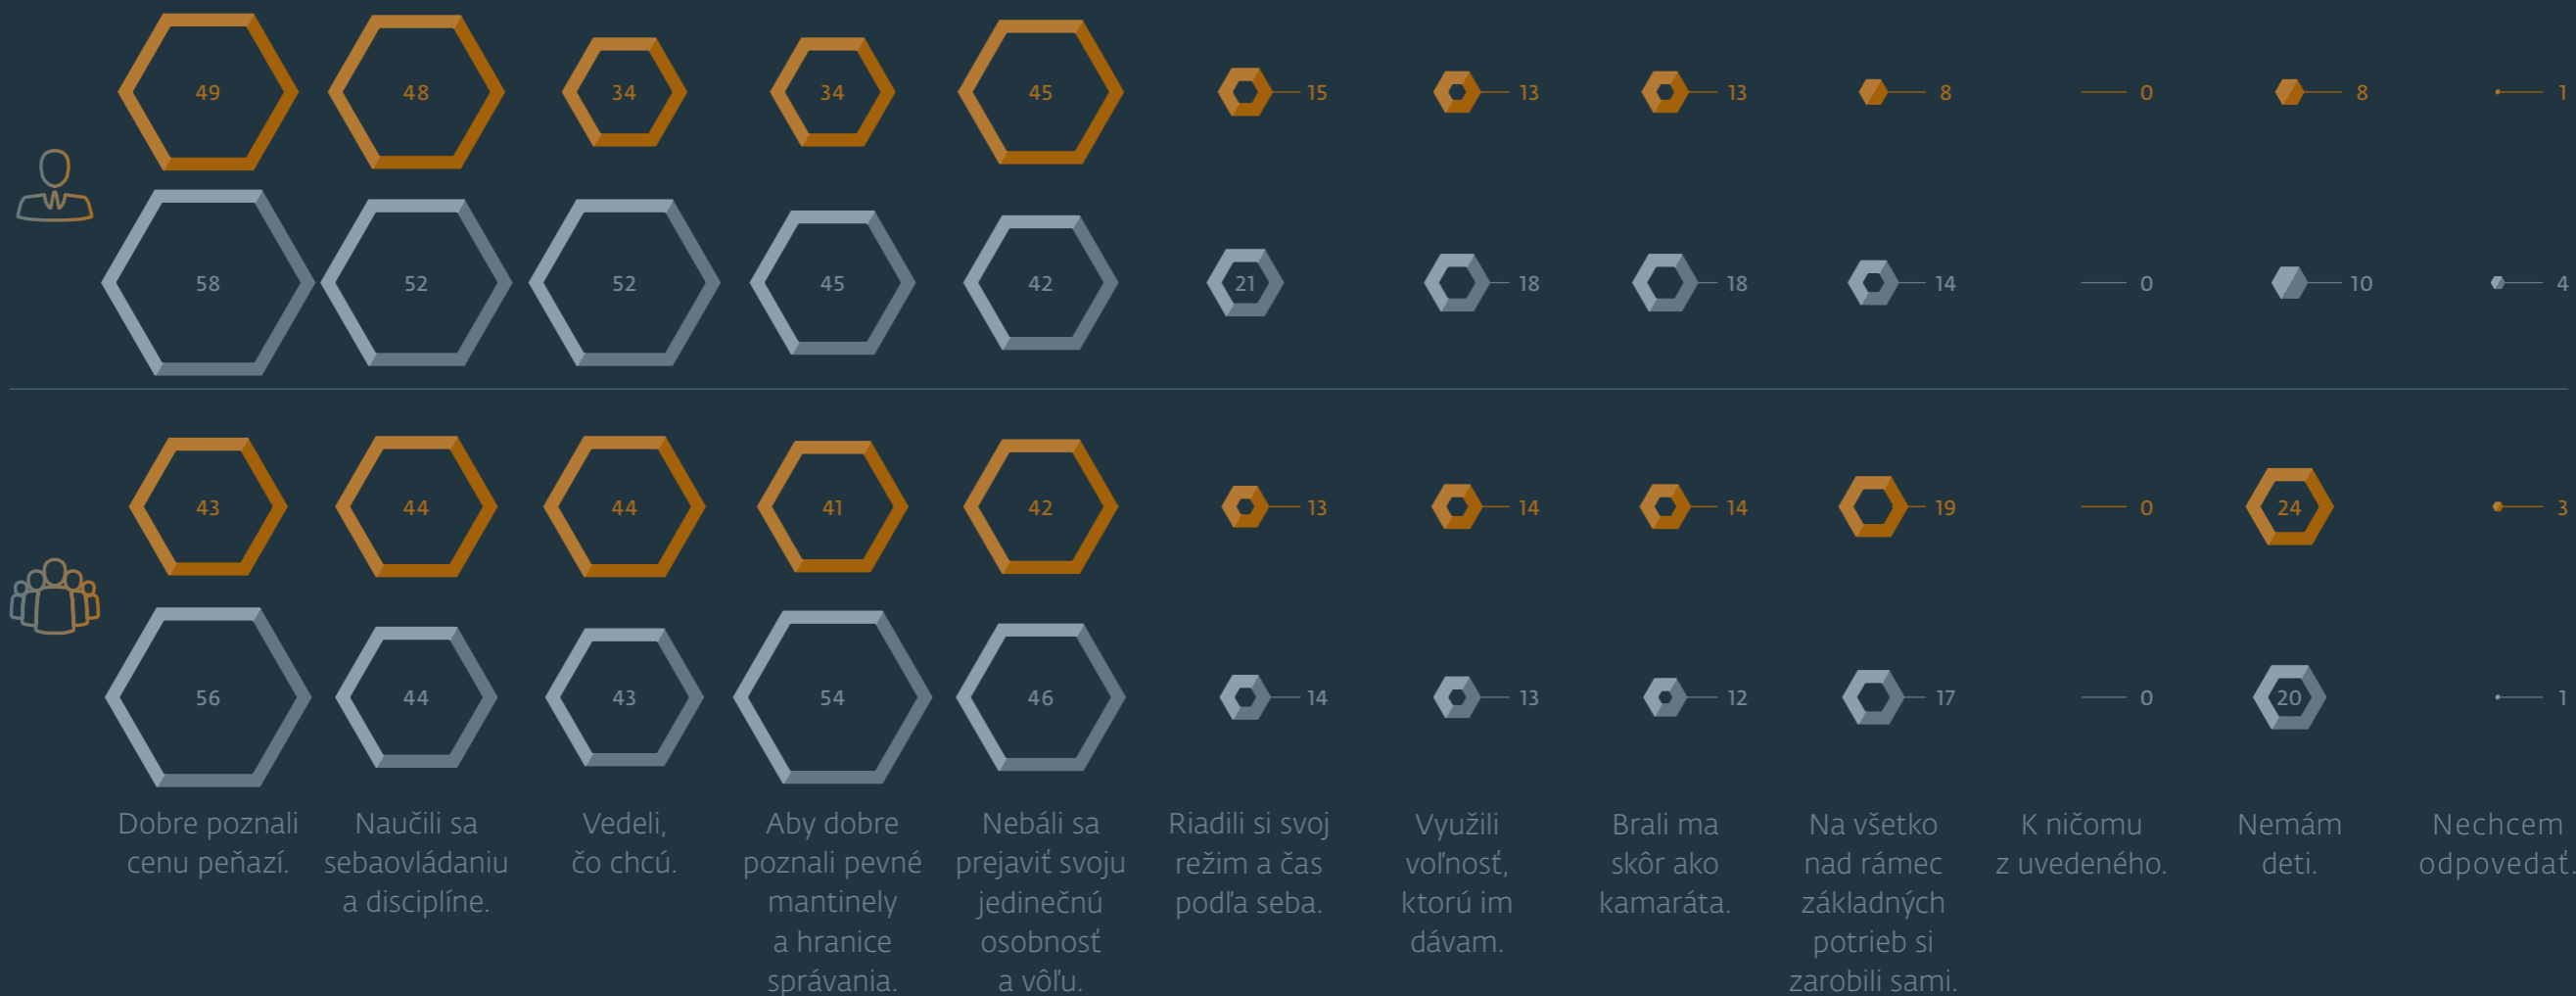 49 48 34 34 45 15 13 13 8 0 8 1
58 52 52 45 42 21 18 18 14 0 10 4
43 44 44 41 42 13 14 14 19 0 24 3
56 44 43 54 46 14 13 12 17 0 20 1
Dobre poznali
cenu peňazí.
Naučili sa
sebaovládaniu
a disciplíne.
Vedeli,
čo chcú.
Aby dobre
poznali pevné
mantinely
a hranice
správania.
Nebáli sa
prejaviť svoju
jedinečnú
osobnosť
a vôľu.
Riadili si svoj
režim a čas
podľa seba.
Využili
voľnosť,
ktorú im
dávam.
Brali ma
skôr ako
kamaráta.
Na všetko
nad rámec
základných
potrieb si
zarobili sami.
K ničomu
z uvedeného.
Nemám
deti.
Nechcem
odpovedať.